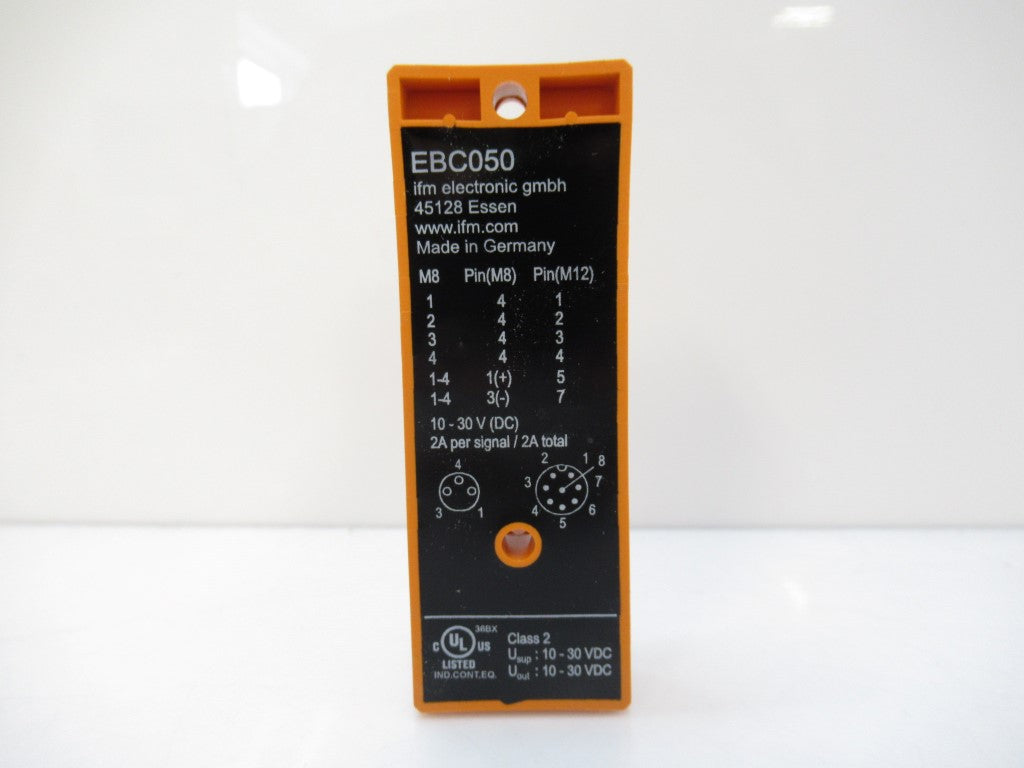 EBC050
ifm electronic gmbh
45128 Essen
www.ifm.com
Made in Germany
M8 Pin(M8) Pin(M12)
1 4 1
2 4 2
3 4 3
4 4 4
1-4 1(+) 5
1-4 3(-) 7
10 - 30 V (DC)
2A per signal / 2A total
4
3 1
2 1 8
3 7
4 6
5
36BX
c UL US
LISTED
IND.CONT.EQ.
Class 2
Usup : 10 - 30 VDC
Uout : 10 - 30 VDC